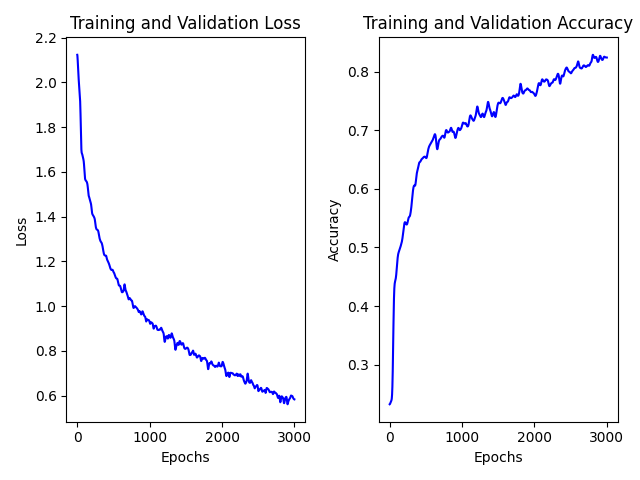 Training and Validation Loss
2.2
2.0
1.8
1.6
1.4
1.2
1.0
0.8
0.6
Loss
0 1000 2000 3000
Epochs
Training and Validation Accuracy
0.8
0.7
0.6
0.5
0.4
0.3
Accuracy
0 1000 2000 3000
Epochs